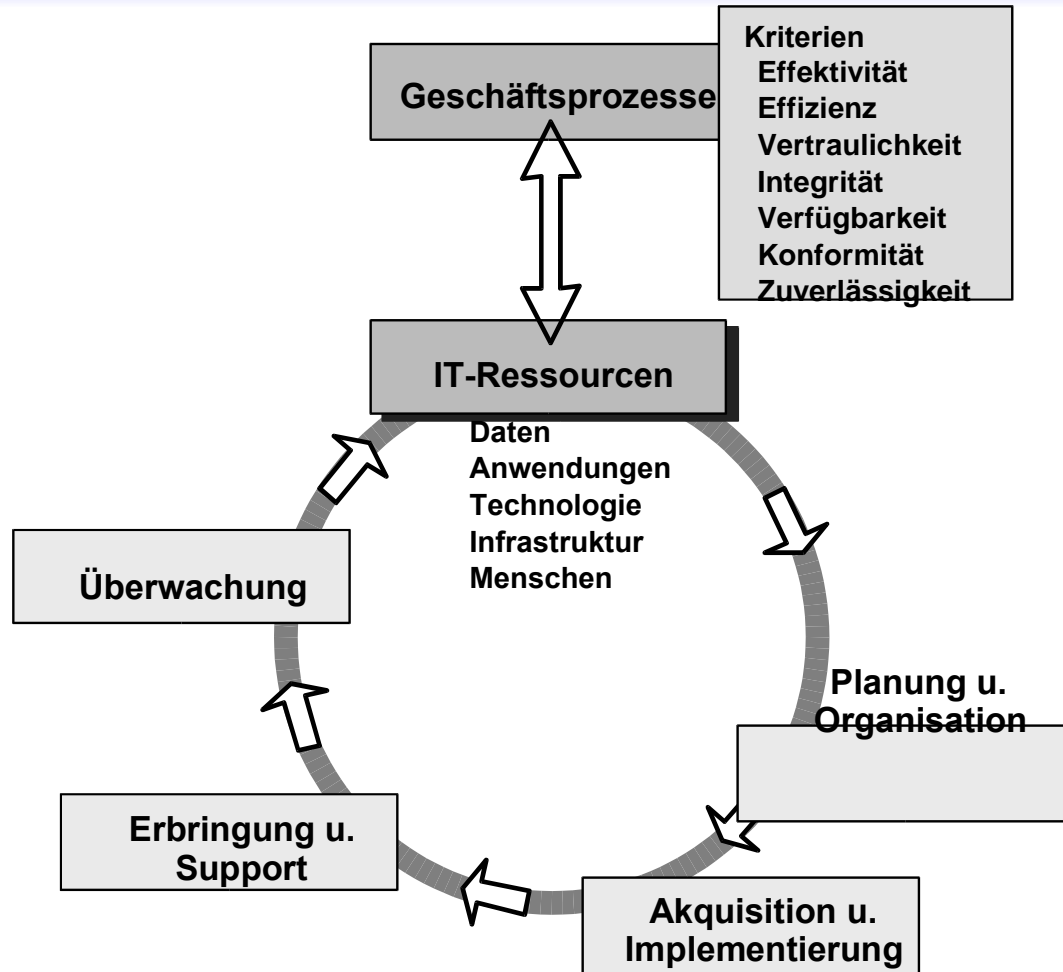 Kriterien
Effektivität
Effizienz
Vertraulichkeit
Integrität
Verfügbarkeit
Konformität
Zuverlässigkeit
Geschäftsprozesse
IT-Ressourcen
Daten
Anwendungen
Technologie
Infrastruktur
Menschen
Überwachung
Planung u.
Organisation
Erbringung u.
Support
Akquisition u.
Implementierung